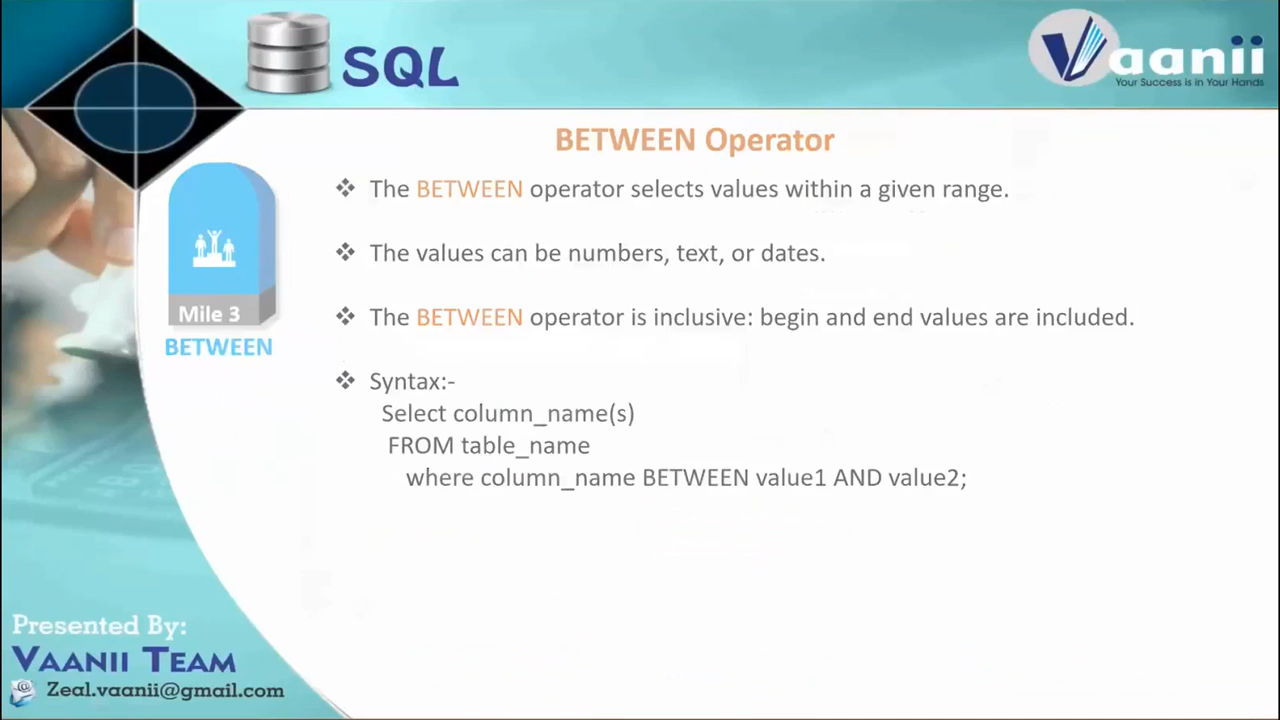 SQL
Vaanii
Your Success is in Your Hands
BETWEEN Operator
❖ The BETWEEN operator selects values within a given range.
❖ The values can be numbers, text, or dates.
❖ The BETWEEN operator is inclusive: begin and end values are included.
❖ Syntax:-
Select column_name(s)
FROM table_name
where column_name BETWEEN value1 AND value2;
Mile 3
BETWEEN
Presented By:
VAANII TEAM
Zeal.vaanii@gmail.com